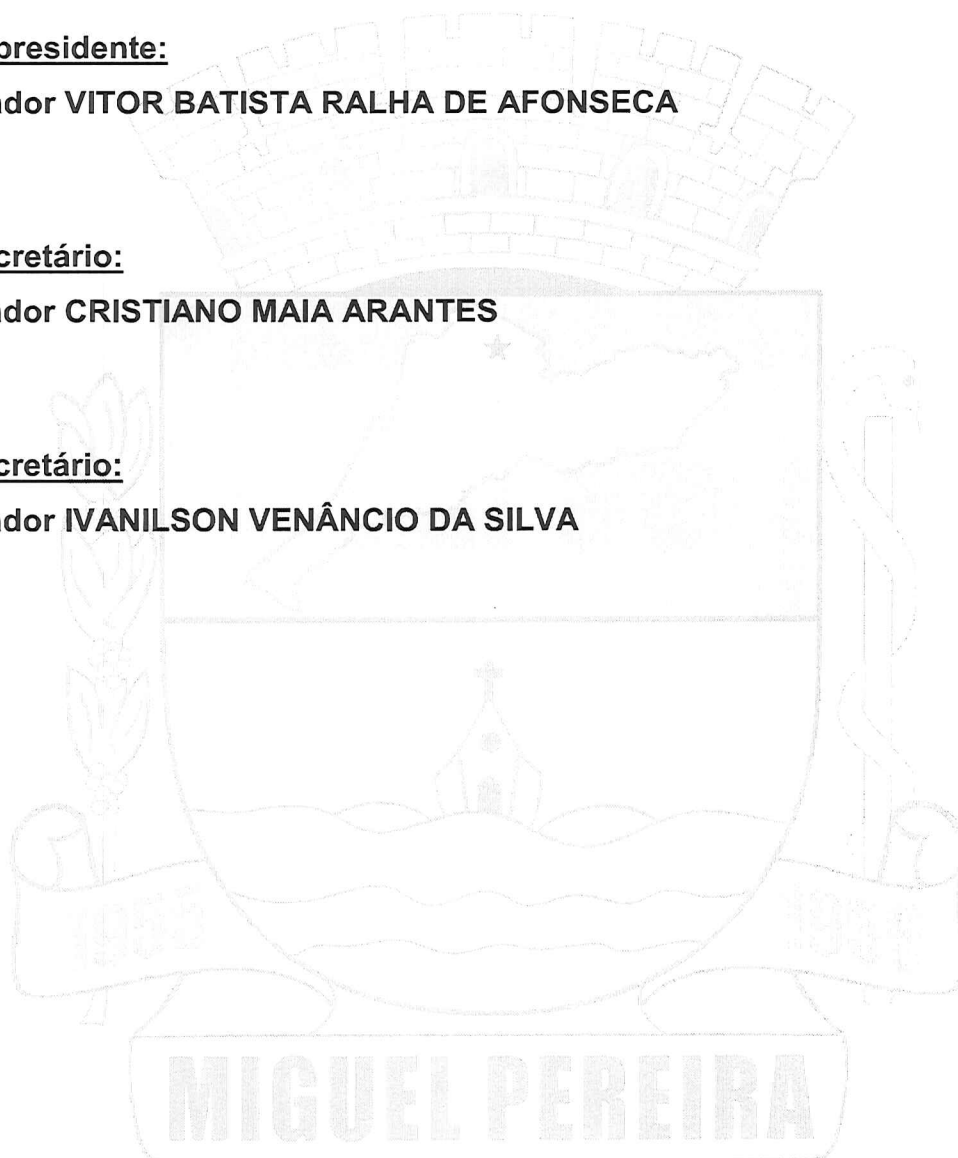 presidente:
ador VITOR BATISTA RALHA DE AFONSECA
cretário:
ador CRISTIANO MAIA ARANTES
cretário:
ador IVANILSON VENÂNCIO DA SILVA
MIGUEL PEREIRA